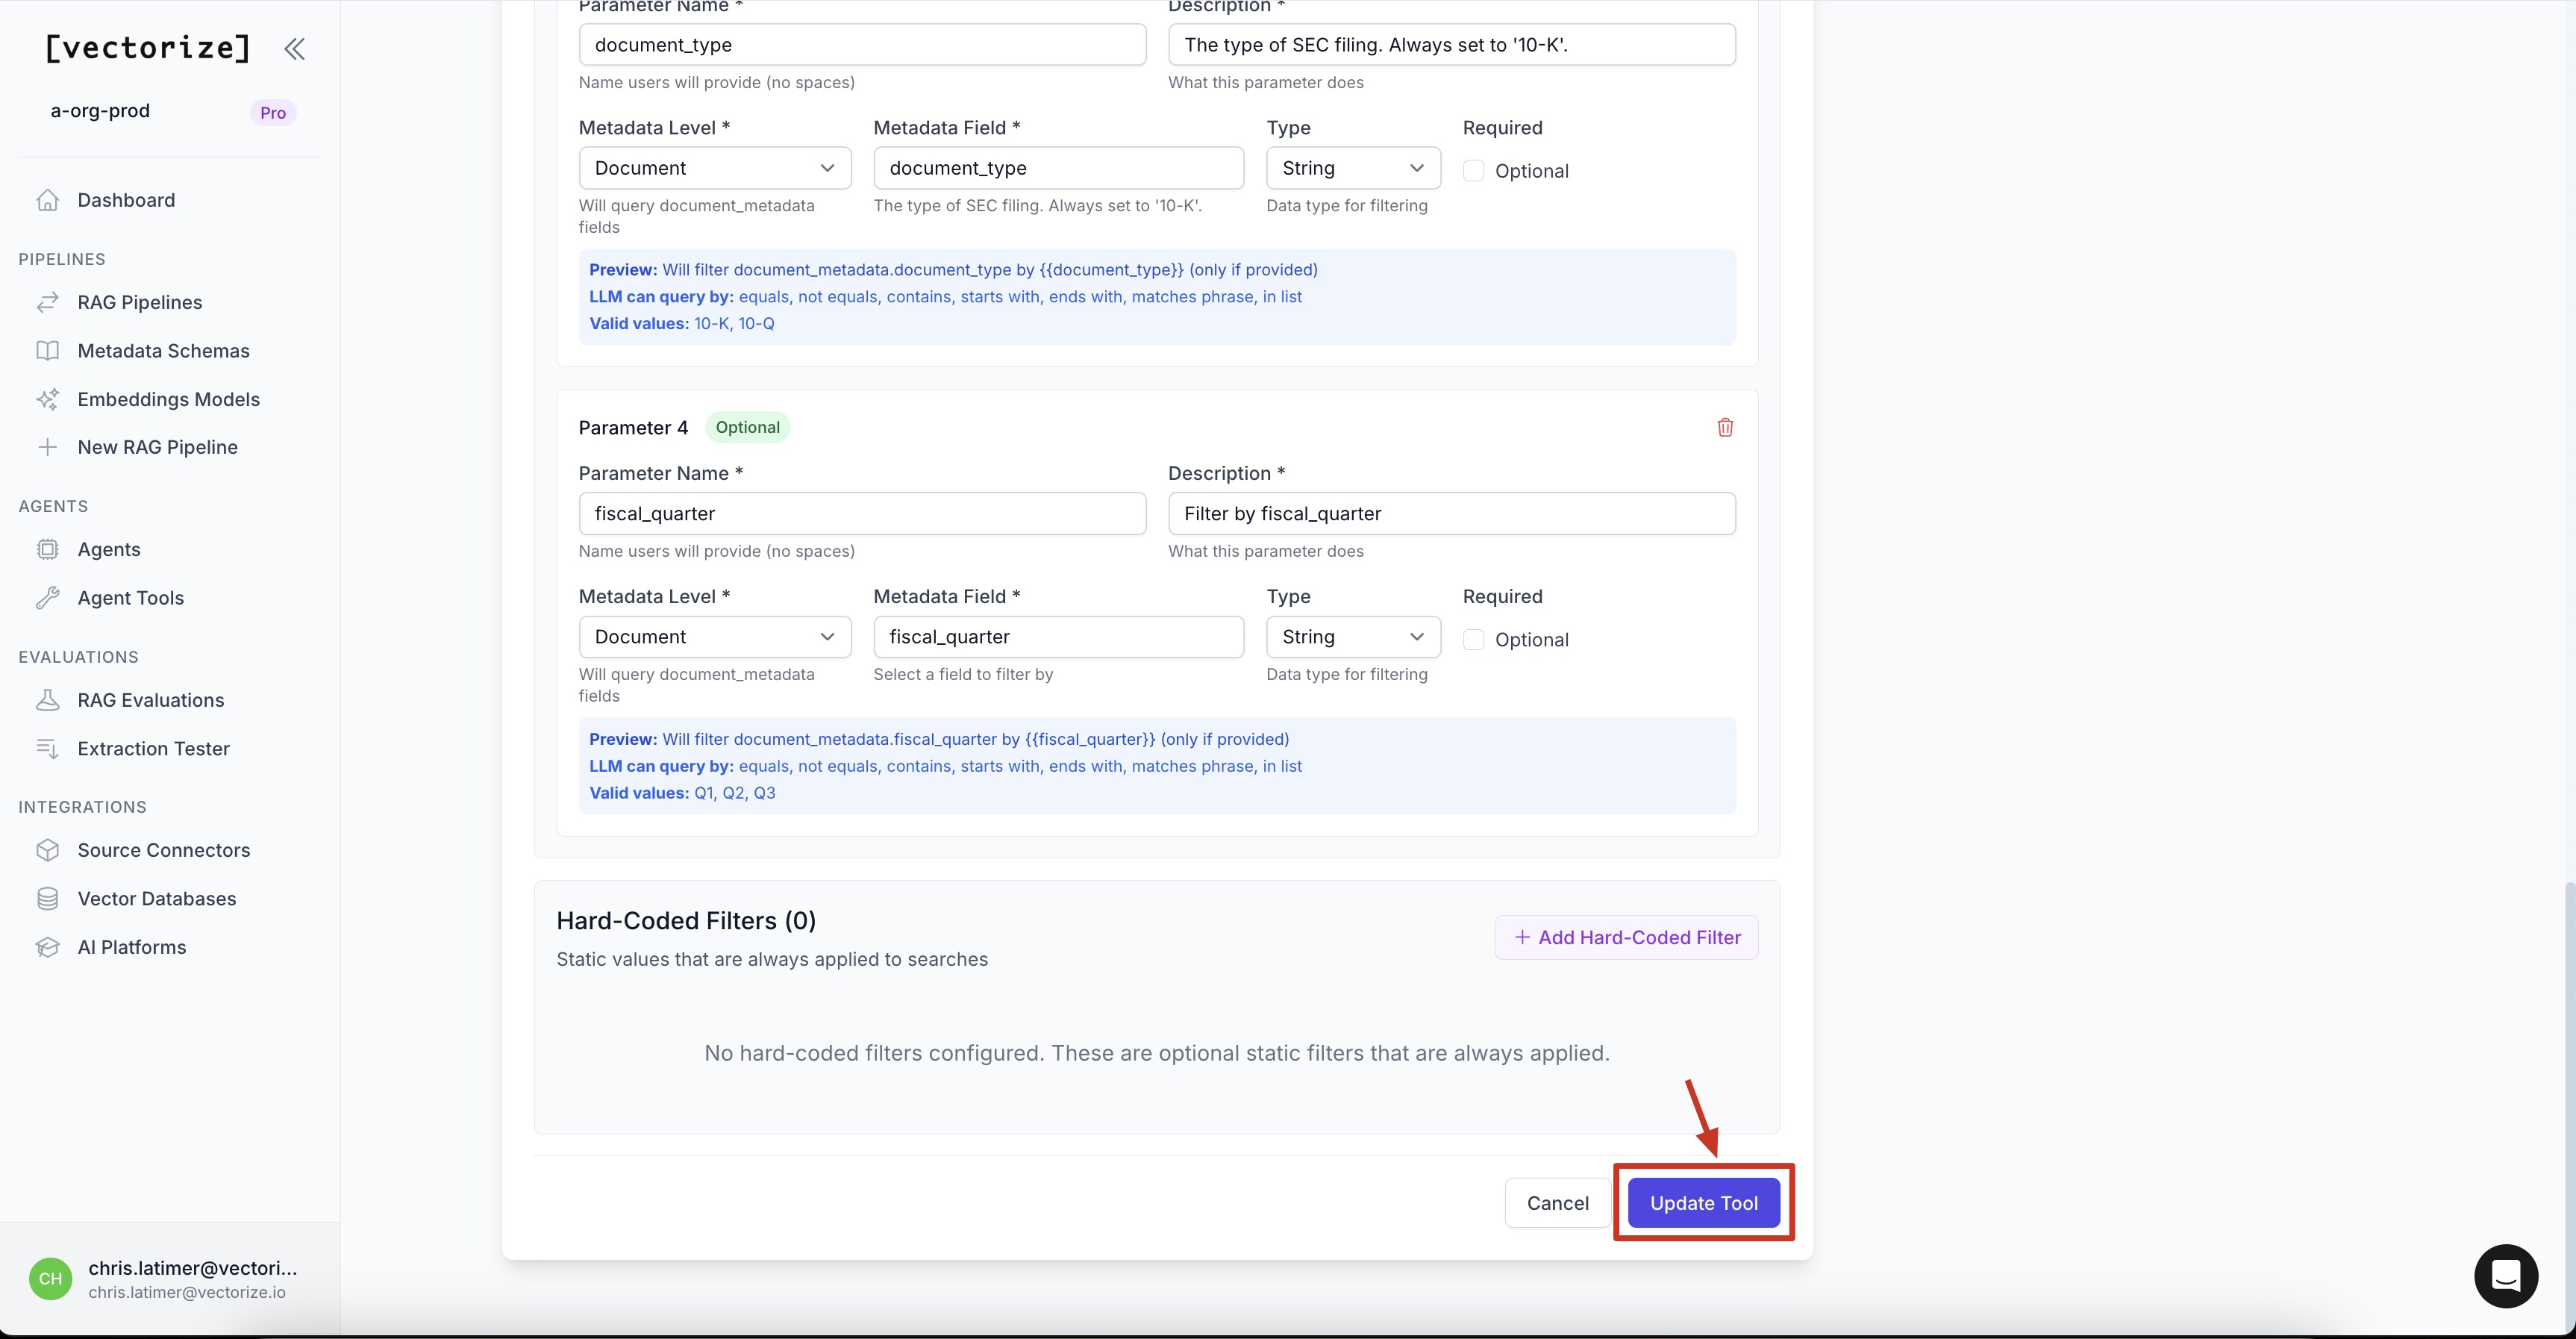 [vectorize]
a-org-prod
Pro
Dashboard
PIPELINES
RAG Pipelines
Metadata Schemas
Embeddings Models
New RAG Pipeline
AGENTS
Agents
Agent Tools
EVALUATIONS
RAG Evaluations
Extraction Tester
INTEGRATIONS
Source Connectors
Vector Databases
AI Platforms
CH
chris.latimer@vectori...
chris.latimer@vectorize.io
Parameter Name * Description *
document_type The type of SEC filing. Always set to '10-K'.
Name users will provide (no spaces) What this parameter does
Metadata Level * Metadata Field * Type Required
Document document_type String Optional
Will query document_metadata The type of SEC filing. Always set to '10-K'. Data type for filtering
fields
Preview: Will filter document_metadata.document_type by {{document_type}} (only if provided)
LLM can query by: equals, not equals, contains, starts with, ends with, matches phrase, in list
Valid values: 10-K, 10-Q
Parameter 4 Optional
Parameter Name * Description *
fiscal_quarter Filter by fiscal_quarter
Name users will provide (no spaces) What this parameter does
Metadata Level * Metadata Field * Type Required
Document fiscal_quarter String Optional
Will query document_metadata Select a field to filter by Data type for filtering
fields
Preview: Will filter document_metadata.fiscal_quarter by {{fiscal_quarter}} (only if provided)
LLM can query by: equals, not equals, contains, starts with, ends with, matches phrase, in list
Valid values: Q1, Q2, Q3
Hard-Coded Filters (0)
Static values that are always applied to searches
+ Add Hard-Coded Filter
No hard-coded filters configured. These are optional static filters that are always applied.
Cancel Update Tool